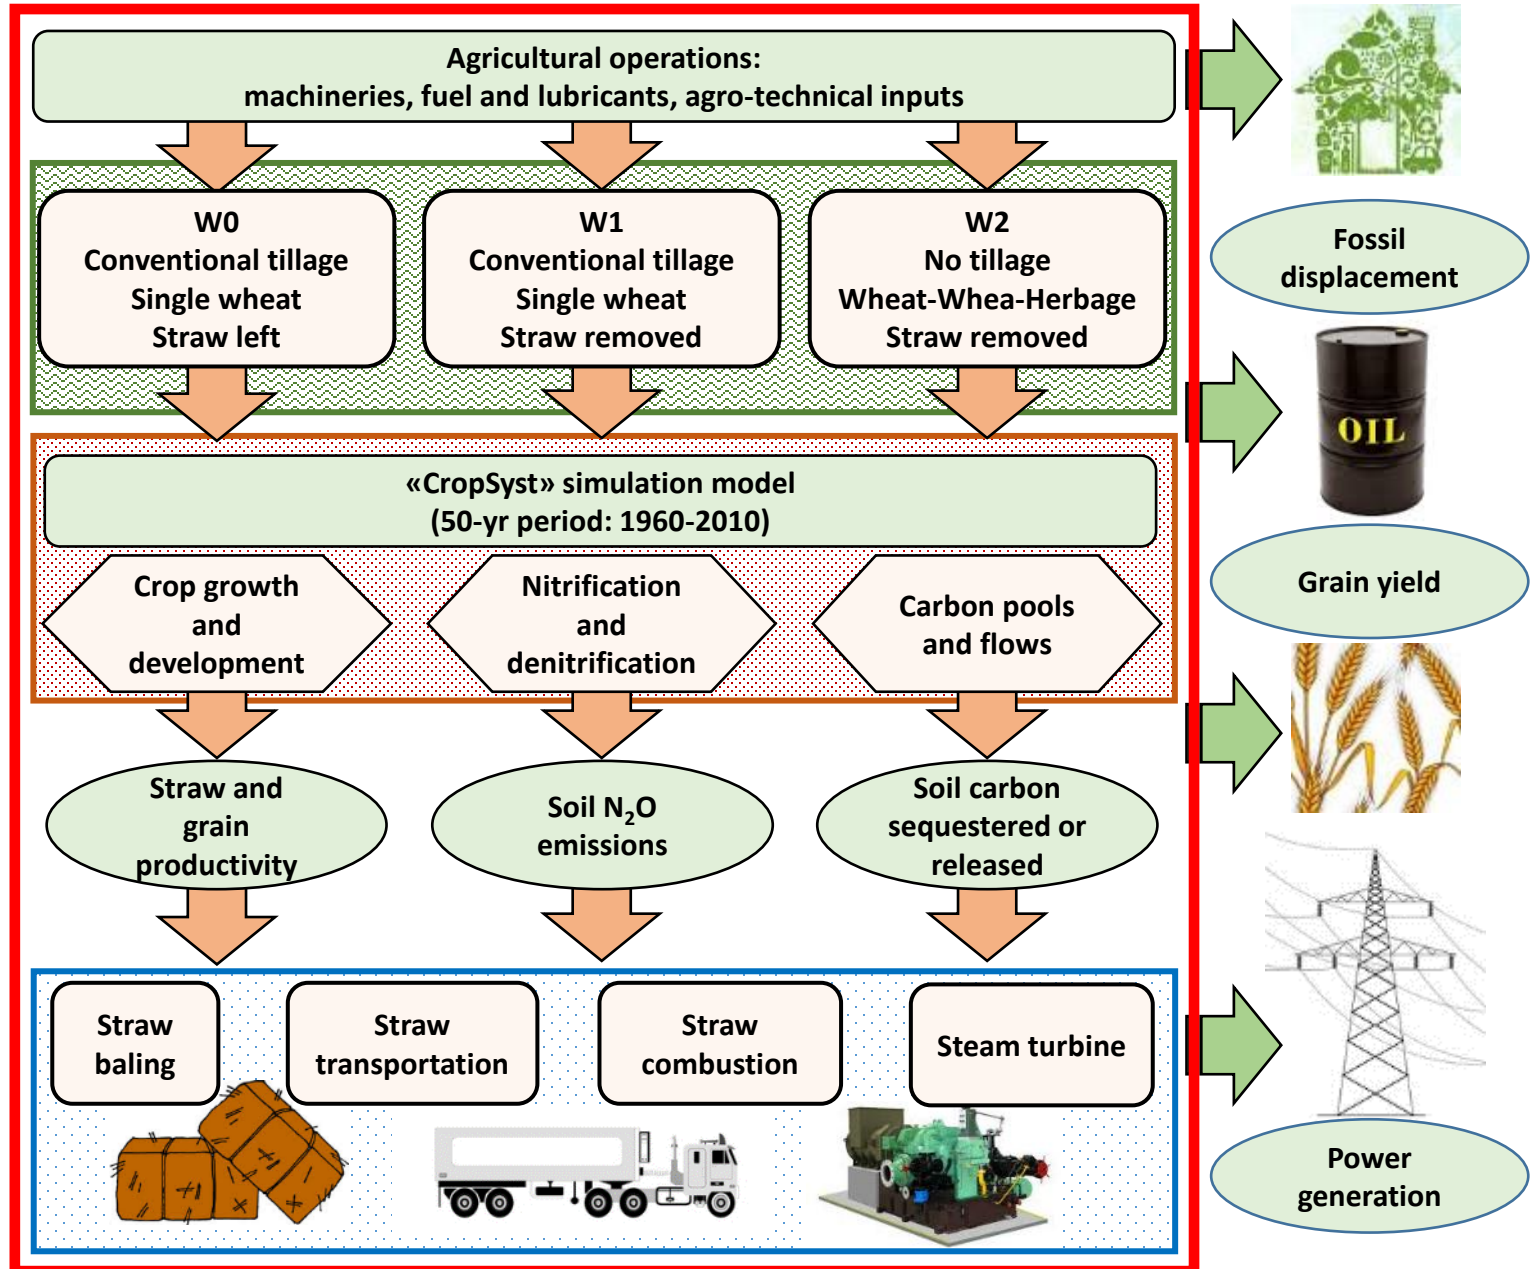 Agricultural operations:
machineries, fuel and lubricants, agro-technical inputs
W0
Conventional tillage
Single wheat
Straw left
W1
Conventional tillage
Single wheat
Straw removed
W2
No tillage
Wheat-Whea-Herbage
Straw removed
«CropSyst» simulation model
(50-yr period: 1960-2010)
Crop growth
and
development
Nitrification
and
denitrification
Carbon pools
and flows
Straw and
grain
productivity
Soil N₂O
emissions
Soil carbon
sequestered or
released
Straw
baling
Straw
transportation
Straw
combustion
Steam turbine
Fossil
displacement
OIL
Grain yield
Power
generation